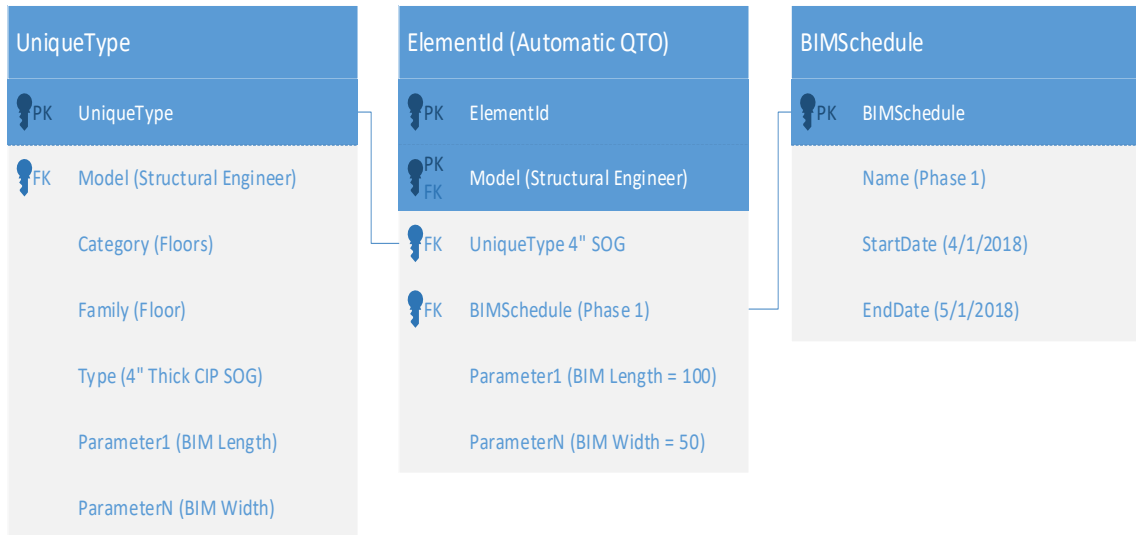 UniqueType
PK UniqueType
FK Model (Structural Engineer)
Category (Floors)
Family (Floor)
Type (4" Thick CIP SOG)
Parameter1 (BIM Length)
ParameterN (BIM Width)
ElementId (Automatic QTO)
PK ElementId
PK
FK Model (Structural Engineer)
FK UniqueType 4" SOG
FK BIMSchedule (Phase 1)
Parameter1 (BIM Length = 100)
ParameterN (BIM Width = 50)
BIMSchedule
PK BIMSchedule
Name (Phase 1)
StartDate (4/1/2018)
EndDate (5/1/2018)